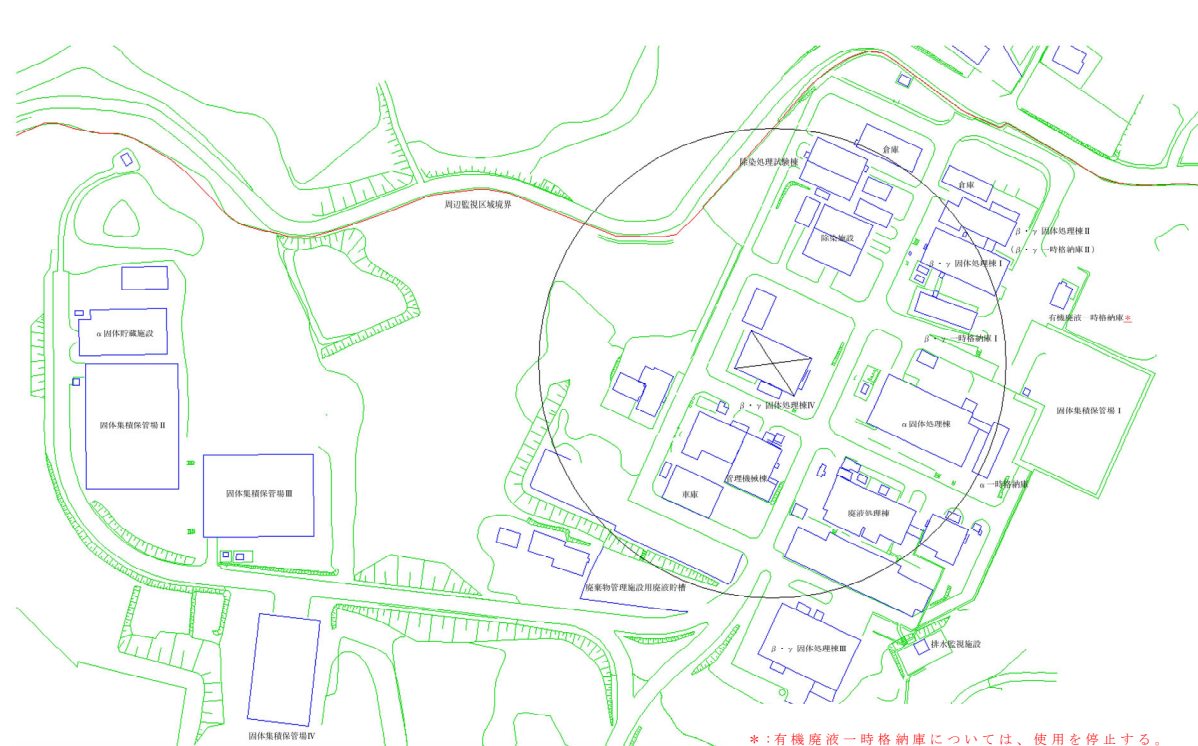 倉庫
除染処理試験棟
倉庫
周辺監視区域境界
β・γ 固体処理棟Ⅱ
除染施設
(β・γ 一時格納庫Ⅱ)
β・γ 固体処理棟Ⅰ
有機廃液一時格納庫*
α固体貯蔵施設
β・γ 一時格納庫Ⅰ
β・γ 固体処理棟Ⅳ
固体集積保管場Ⅰ
固体集積保管場Ⅱ
α固体処理棟
管理機械棟
α一時格納庫
固体集積保管場Ⅲ
車庫
廃液処理棟
廃棄物管理施設用廃液貯槽
排水監視施設
β・γ 固体処理棟Ⅲ
固体集積保管場Ⅳ
*:有機廃液一時格納庫については、使用を停止する。